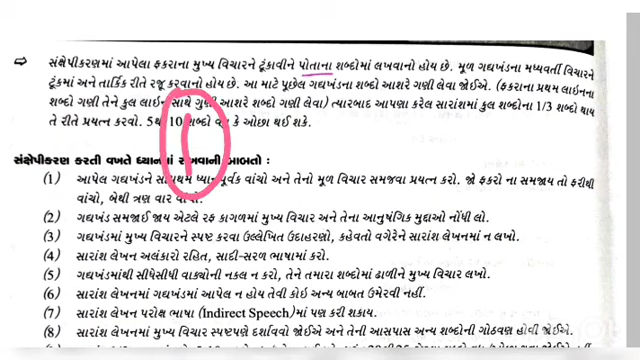 ⇨ સંક્ષેપીકરણમાં આપેલા ફકરાના મુખ્ય વિચારને ટૂંકાવીને પોતાના શબ્દોમાં લખવાનો હોય છે. મૂળ ગદ્યખંડના મધ્યવર્તી વિચારને
ટૂંકમાં અને તાર્કિક રીતે રજૂ કરવાનો હોય છે. આ માટે પૂછેલ ગદ્યખંડના શબ્દો આશરે ગણી લેવા જોઈએ. (ફકરાના પ્રથમ લાઇનના
શબ્દો ગણી તેને કુલ લાઈન સાથે ગુણી આશરે શબ્દો ગણી લેવા) ત્યારબાદ આપણા કરેલ સારાંશમાં કુલ શબ્દોના 1/3 શબ્દો થાય
તે રીતે પ્રયત્ન કરવો. 5થી 10 શબ્દો કે ઓછા થઈ શકે.
સંક્ષેપીકરણ કરતી વખતે ધ્યાનમાં રાખવાની બાબતો :
(1) આપેલ ગદ્યખંડને સૌપ્રથમ ધ્યાનપૂર્વક વાંચો અને તેનો મૂળ વિચાર સમજવા પ્રયત્ન કરો. જો ફકરો ના સમજાય તો ફરીથી
વાંચો, બેથી ત્રણ વાર વાંચો.
(2) ગદ્યખંડ સમજાઈ જાય એટલે રફ કાગળમાં મુખ્ય વિચાર અને તેના આનુષંગિક મુદ્દાઓ નોંધી લો.
(3) ગદ્યખંડમાં મુખ્ય વિચારને સ્પષ્ટ કરવા ઉલ્લેખિત ઉદાહરણો, કહેવતો વગેરેને સારાંશ લેખનમાં ન લખો.
(4) સારાંશ લેખન અલંકારો રહિત, સાદી-સરળ ભાષામાં કરો.
(5) ગદ્યખંડમાંથી સીધેસીધી વાક્યોની નકલ ન કરો, તેને તમારા શબ્દોમાં ઢાળીને મુખ્ય વિચાર લખો.
(6) સારાંશ લેખનમાં ગદ્યખંડમાં આપેલ ન હોય તેવી કોઈ અન્ય બાબત ઉમેરવી નહીં.
(7) સારાંશ લેખન પરોક્ષ ભાષા (Indirect Speech)માં પણ કરી શકાય.
(8) સારાંશ લેખનમાં મુખ્ય વિચાર સ્પષ્ટપણે દર્શાવવો જોઈએ અને તેની આસપાસ અન્ય શબ્દોની ગોઠવણ હોવી જોઈએ.